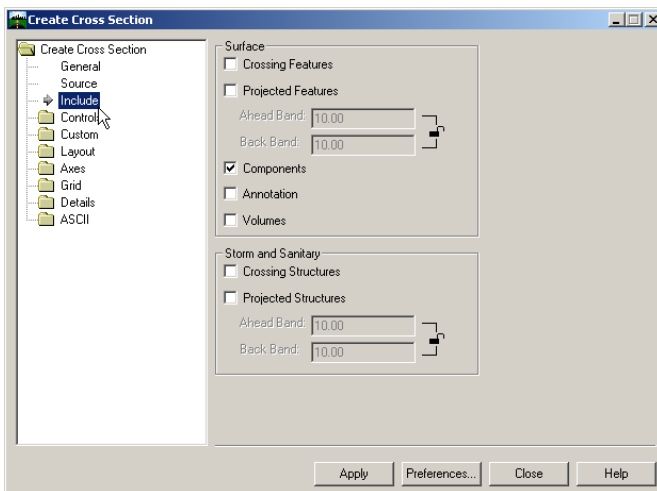 Create Cross Section
Create Cross Section
General
Source
Include
Controls
Custom
Layout
Axes
Grid
Details
ASCII
Surface
Crossing Features
Projected Features
Ahead Band: 10.00
Back Band: 10.00
Components
Annotation
Volumes
Storm and Sanitary
Crossing Structures
Projected Structures
Ahead Band: 10.00
Back Band: 10.00
Apply Preferences... Close Help